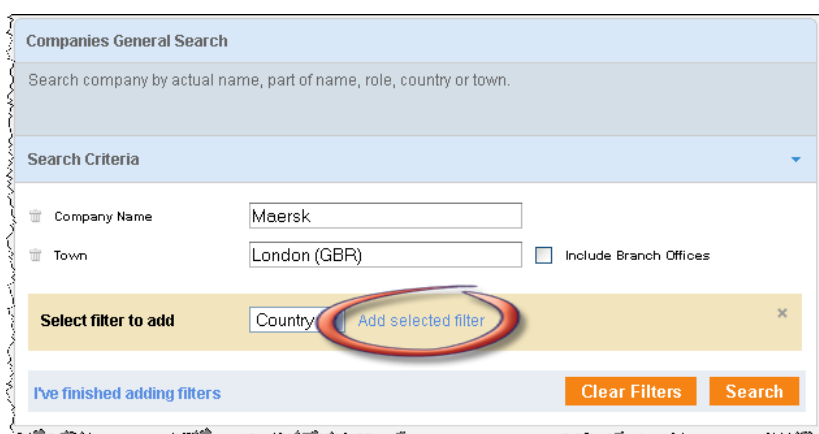 Companies General Search
Search company by actual name, part of name, role, country or town.
Search Criteria
Company Name Maersk
Town London (GBR) Include Branch Offices
Select filter to add Country Add selected filter
I've finished adding filters Clear Filters Search